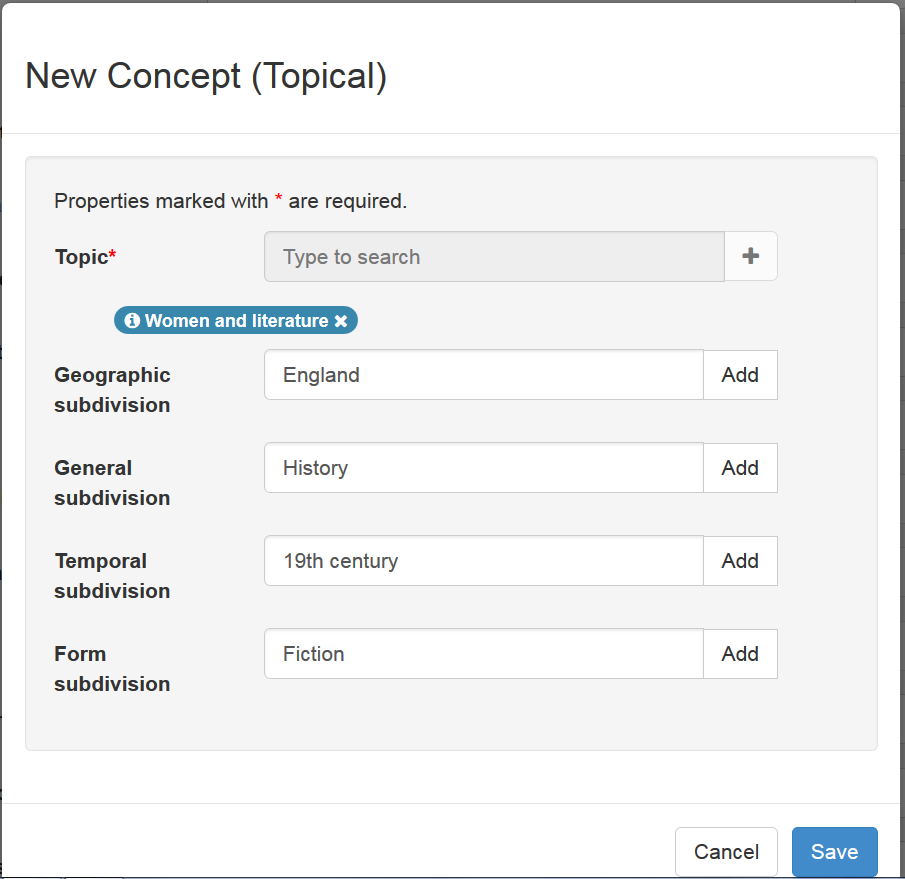 New Concept (Topical)
Properties marked with * are required.
Topic* Type to search +
Women and literature ✖
Geographic subdivision England Add
General subdivision History Add
Temporal subdivision 19th century Add
Form subdivision Fiction Add
Cancel Save